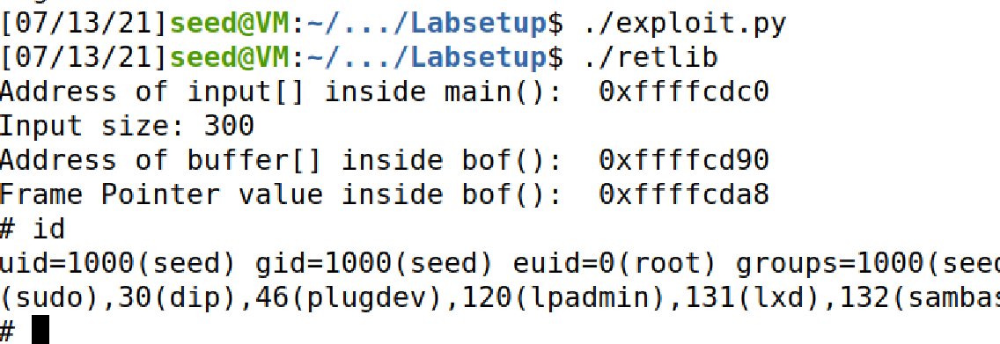 [07/13/21]seed@VM:~/.../Labsetup$ ./exploit.py
[07/13/21]seed@VM:~/.../Labsetup$ ./retlib
Address of input[] inside main():  0xffffcdc0
Input size: 300
Address of buffer[] inside bof():  0xffffcd90
Frame Pointer value inside bof():  0xffffcda8
# id
uid=1000(seed) gid=1000(seed) euid=0(root) groups=1000(seed
(sudo),30(dip),46(plugdev),120(lpadmin),131(lxd),132(sambas
#